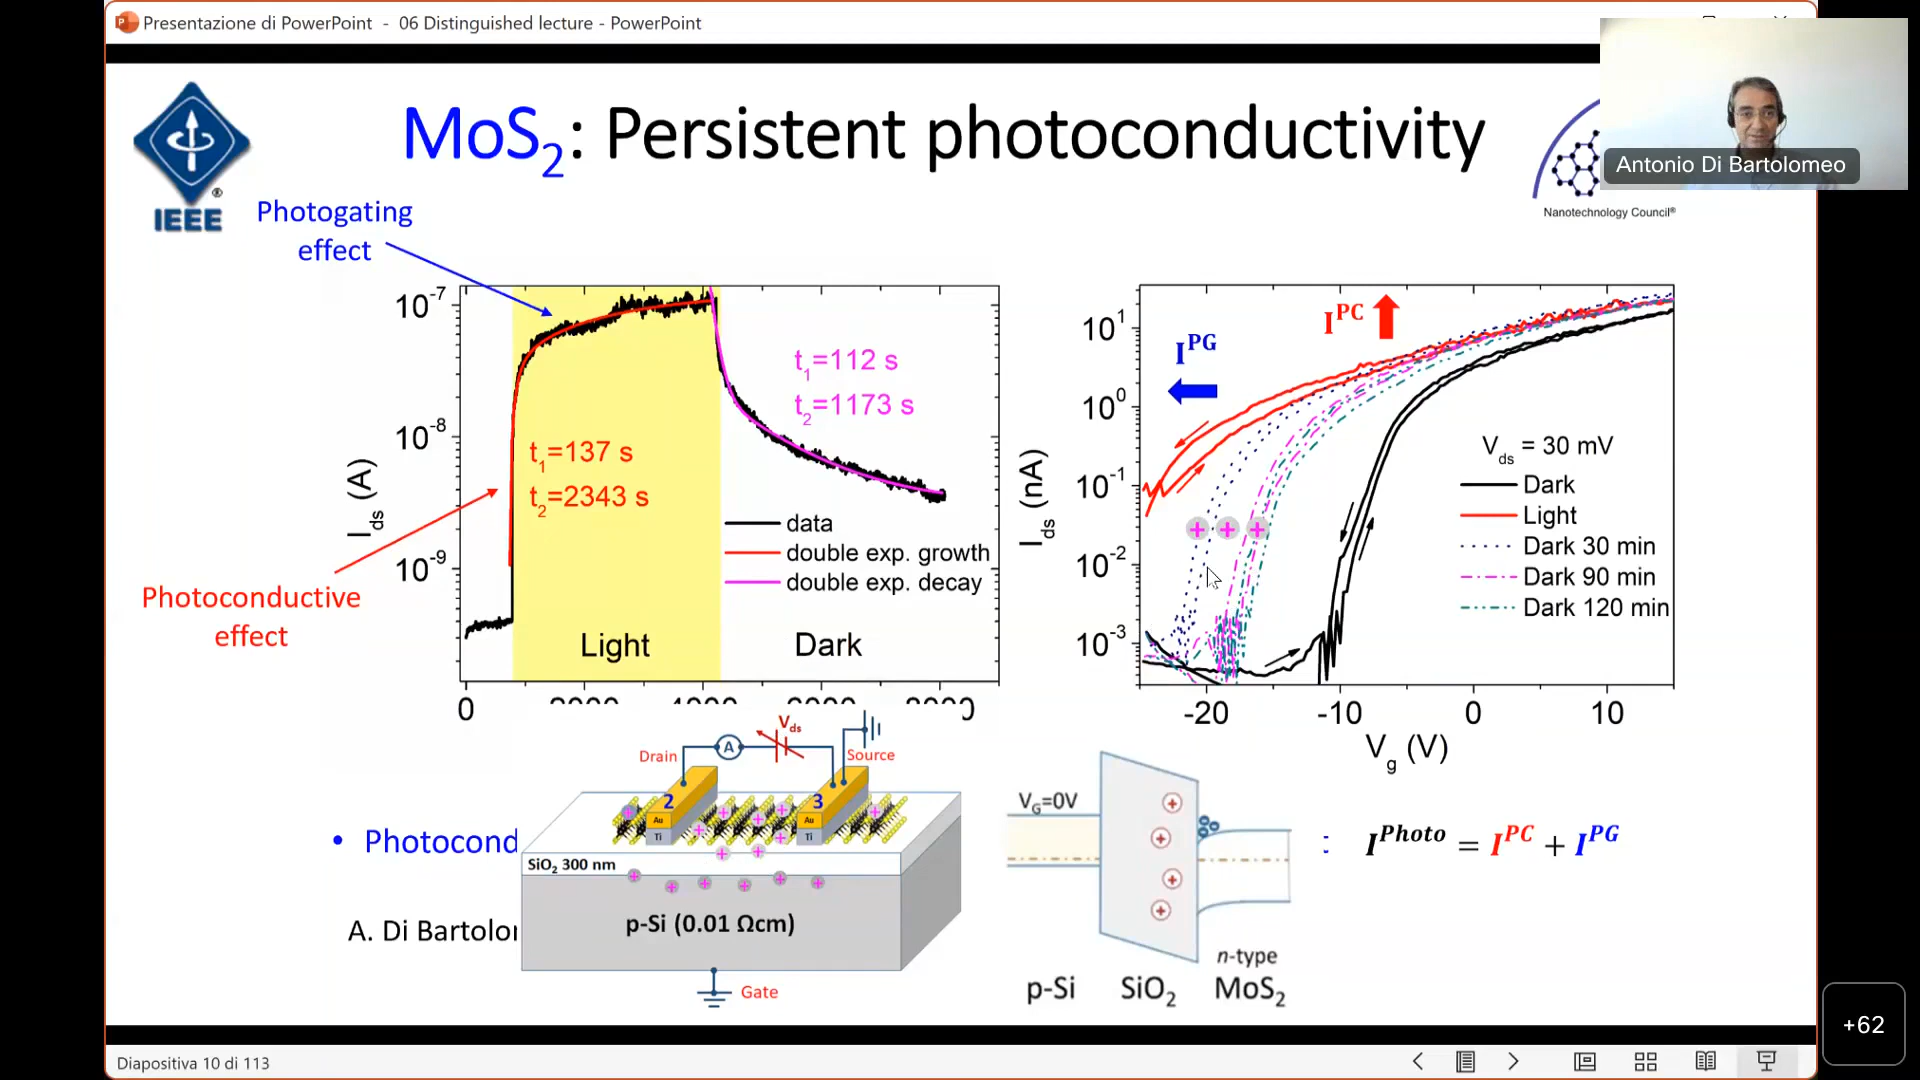 Presentazione di PowerPoint - 06 Distinguished lecture - PowerPoint
MoS2: Persistent photoconductivity
Antonio Di Bartolomeo
IEEE
®
Nanotechnology Council®
Photogating
effect
Photoconductive
effect
10-7
10-8
10-9
Ids (A)
t1=112 s
t2=1173 s
t1=137 s
t2=2343 s
data
double exp. growth
double exp. decay
Light
Dark
0
IPC
IPG
101
100
10-1
10-2
10-3
Ids (nA)
Vds = 30 mV
Dark
Light
Dark 30 min
Dark 90 min
Dark 120 min
-20
-10
0
10
Vg (V)
Vds
Drain
A
Source
2
3
Au
Ti
Au
Ti
SiO2 300 nm
p-Si (0.01 Ωcm)
Gate
• Photocond
A. Di Bartolo
VG=0V
n-type
p-Si
SiO2
MoS2
: IPhoto = IPC + IPG
Diapositiva 10 di 113
+62